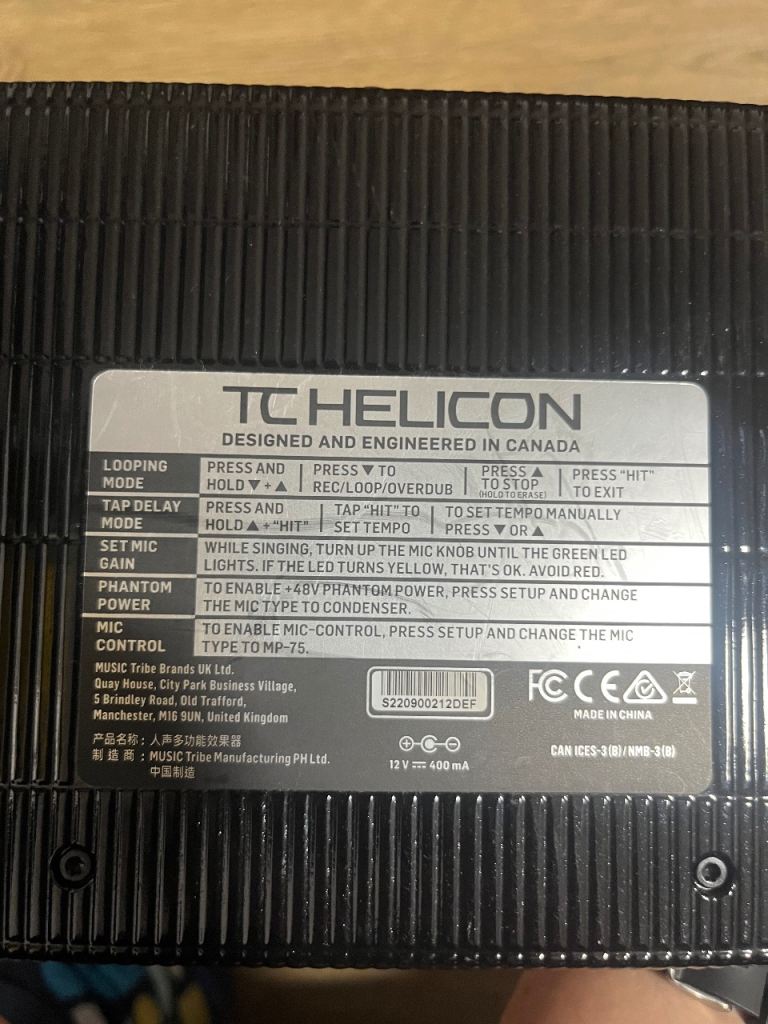 TC HELICON
DESIGNED AND ENGINEERED IN CANADA
LOOPING MODE
PRESS AND HOLD ▼ + ▲
PRESS ▼ TO REC/LOOP/OVERDUB
PRESS ▲ TO STOP (HOLD TO ERASE)
PRESS "HIT" TO EXIT
TAP DELAY MODE
PRESS AND HOLD ▲ + "HIT"
TAP "HIT" TO SET TEMPO
TO SET TEMPO MANUALLY PRESS ▼ OR ▲
SET MIC GAIN
WHILE SINGING, TURN UP THE MIC KNOB UNTIL THE GREEN LED
LIGHTS. IF THE LED TURNS YELLOW, THAT'S OK. AVOID RED.
PHANTOM POWER
TO ENABLE +48V PHANTOM POWER, PRESS SETUP AND CHANGE
THE MIC TYPE TO CONDENSER.
MIC CONTROL
TO ENABLE MIC-CONTROL, PRESS SETUP AND CHANGE THE MIC
TYPE TO MP-75.
MUSIC Tribe Brands UK Ltd.
Quay House, City Park Business Village,
5 Brindley Road, Old Trafford,
Manchester, M16 9UN, United Kingdom
产品名称：人声多功能效果器
制 造 商：MUSIC Tribe Manufacturing PH Ltd.
中国制造
S220900212DEF
12 V ⎓ 400 mA
FC CE
MADE IN CHINA
CAN ICES-3 (B) / NMB-3 (B)